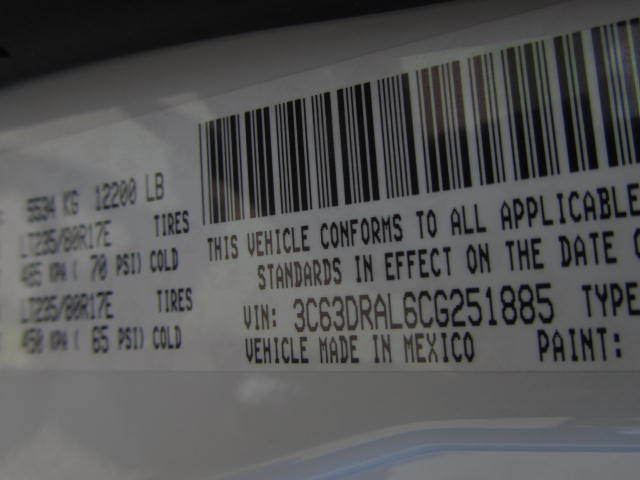 5534 KG 12200 LB
LT235/80R17E TIRES
485 KPA ( 70 PSI) COLD
LT235/80R17E TIRES
450 KPA ( 65 PSI) COLD
THIS VEHICLE CONFORMS TO ALL APPLICABLE
STANDARDS IN EFFECT ON THE DATE
VIN: 3C63DRAL6CG251885 TYPE
VEHICLE MADE IN MEXICO PAINT: